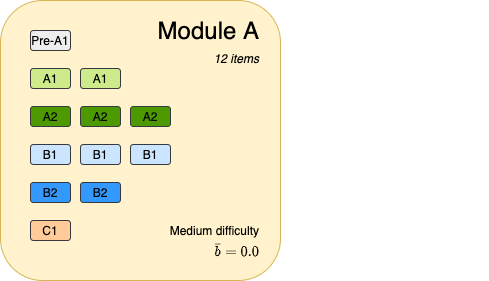 Module A
12 items
Pre-A1
A1 A1
A2 A2 A2
B1 B1 B1
B2 B2
C1
Medium difficulty
b̄ = 0.0